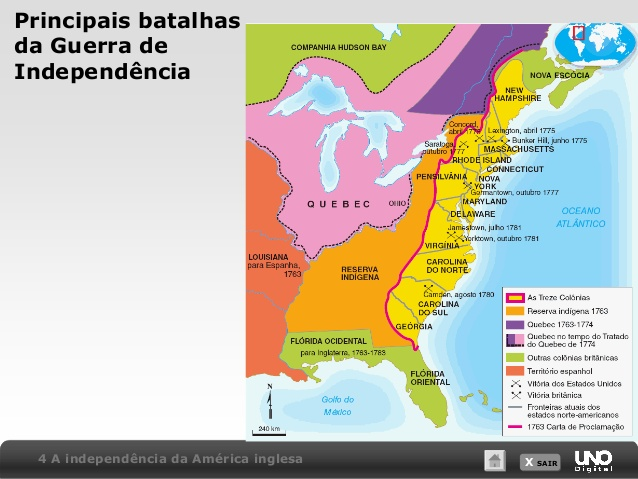 Principais batalhas
da Guerra de
Independência
COMPANHIA HUDSON BAY
NOVA ESCÓCIA
NEW
HAMPSHIRE
Concord,
abril 1775
Lexington, abril 1775
Bunker Hill, junho 1775
Saratoga,
outubro 1777
MASSACHUSETTS
RHODE ISLAND
CONNECTICUT
PENSILVÂNIA
NOVA
YORK
Germantown, outubro 1777
QUEBEC
OHIO
MARYLAND
DELAWARE
OCEANO
ATLÂNTICO
Jamestown, julho 1781
Yorktown, outubro 1781
VIRGÍNIA
LOUISIANA
para Espanha,
1763
RESERVA
INDÍGENA
CAROLINA
DO NORTE
Camden, agosto 1780
CAROLINA
DO SUL
GEÓRGIA
FLÓRIDA OCIDENTAL
para Inglaterra, 1763-1783
FLÓRIDA
ORIENTAL
Golfo do
México
N
240 km
As Treze Colônias
Reserva indígena 1763
Quebec 1763-1774
Quebec no tempo do Tratado
do Quebec de 1774
Outras colônias britânicas
Território espanhol
Vitória dos Estados Unidos
Vitória britânica
Fronteiras atuais dos
estados norte-americanos
1763 Carta de Proclamação
4 A independência da América inglesa
X SAIR
UNO
Digital